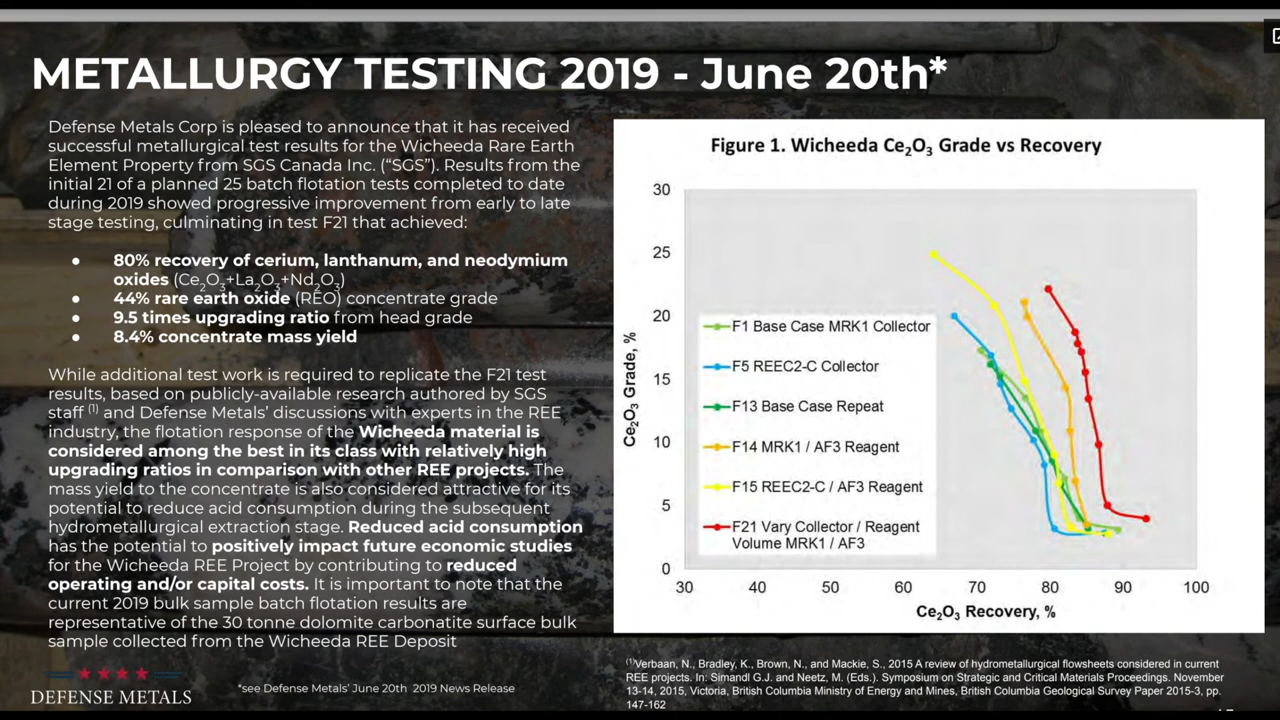 METALLURGY TESTING 2019 - June 20th*
Defense Metals Corp is pleased to announce that it has received
successful metallurgical test results for the Wicheeda Rare Earth
Element Property from SGS Canada Inc. (“SGS”). Results from the
initial 21 of a planned 25 batch flotation tests completed to date
during 2019 showed progressive improvement from early to late
stage testing, culminating in test F21 that achieved:
● 80% recovery of cerium, lanthanum, and neodymium
oxides (Ce2O3+La2O3+Nd2O3)
● 44% rare earth oxide (REO) concentrate grade
● 9.5 times upgrading ratio from head grade
● 8.4% concentrate mass yield
While additional test work is required to replicate the F21 test
results, based on publicly-available research authored by SGS
staff (1) and Defense Metals’ discussions with experts in the REE
industry, the flotation response of the Wicheeda material is
considered among the best in its class with relatively high
upgrading ratios in comparison with other REE projects. The
mass yield to the concentrate is also considered attractive for its
potential to reduce acid consumption during the subsequent
hydrometallurgical extraction stage. Reduced acid consumption
has the potential to positively impact future economic studies
for the Wicheeda REE Project by contributing to reduced
operating and/or capital costs. It is important to note that the
current 2019 bulk sample batch flotation results are
representative of the 30 tonne dolomite carbonatite surface bulk
sample collected from the Wicheeda REE Deposit
DEFENSE METALS
*see Defense Metals’ June 20th 2019 News Release
Figure 1. Wicheeda Ce2O3 Grade vs Recovery
Ce2O3 Grade, %
30
25
20
15
10
5
0
F1 Base Case MRK1 Collector
F5 REEC2-C Collector
F13 Base Case Repeat
F14 MRK1 / AF3 Reagent
F15 REEC2-C / AF3 Reagent
F21 Vary Collector / Reagent
Volume MRK1 / AF3
30 40 50 60 70 80 90 100
Ce2O3 Recovery, %
(1)Verbaan, N., Bradley, K., Brown, N., and Mackie, S., 2015 A review of hydrometallurgical flowsheets considered in current
REE projects. In: Simandl G.J. and Neetz, M. (Eds.). Symposium on Strategic and Critical Materials Proceedings. November
13-14, 2015, Victoria, British Columbia Ministry of Energy and Mines, British Columbia Geological Survey Paper 2015-3, pp.
147-162